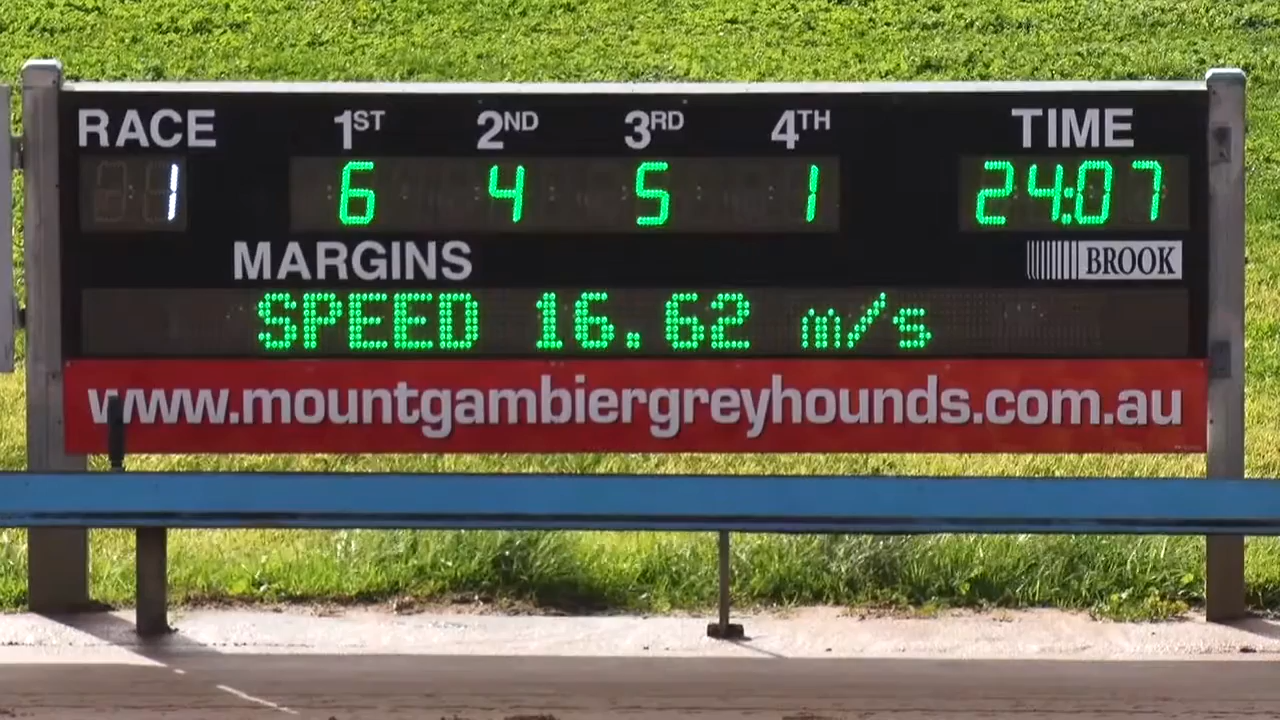 RACE 1ST 2ND 3RD 4TH TIME
1 6 4 5 1 24:07
MARGINS BROOK
SPEED 16.62 m/s
www.mountgambiergreyhounds.com.au